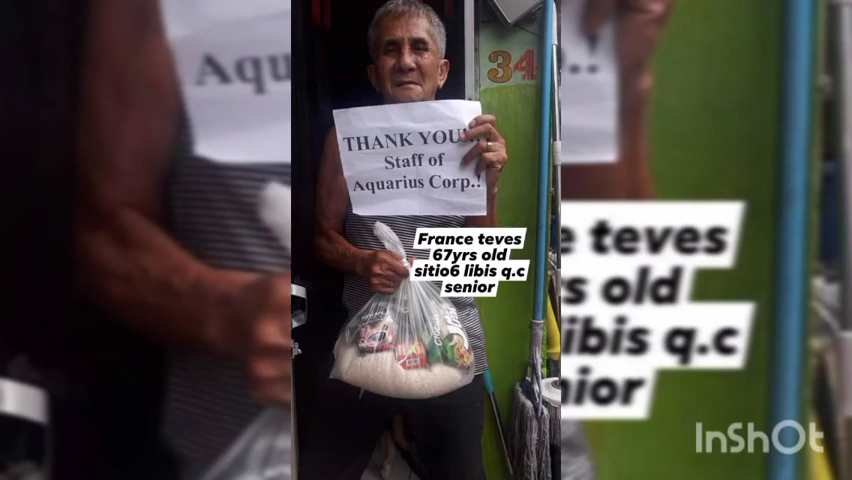 34
THANK YOU!
Staff of
Aquarius Corp.!
France teves
67yrs old
sitio6 libis q.c
senior
Aqu
e teves
s old
libis q.c
nior
InShOt